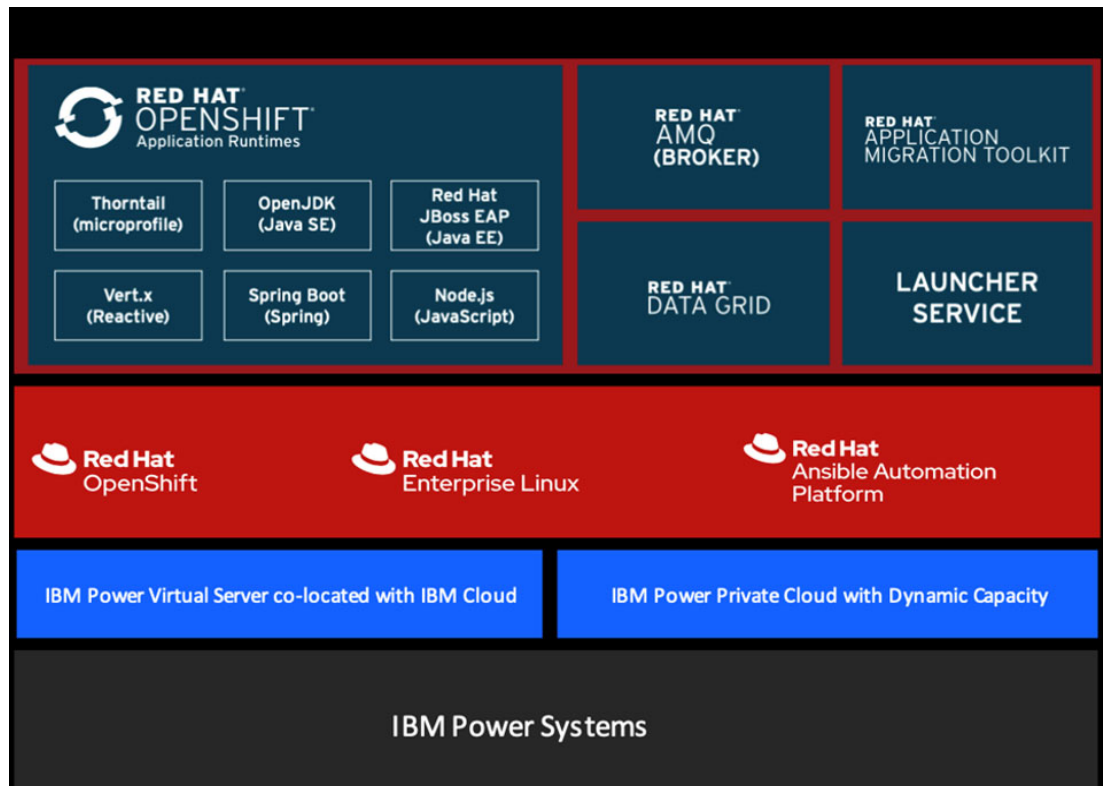 RED HAT
OPENSHIFT
Application Runtimes
Thorntail
(microprofile)
OpenJDK
(Java SE)
Red Hat
JBoss EAP
(Java EE)
Vert.x
(Reactive)
Spring Boot
(Spring)
Node.js
(JavaScript)
RED HAT
AMQ
(BROKER)
RED HAT
APPLICATION
MIGRATION TOOLKIT
RED HAT
DATA GRID
LAUNCHER
SERVICE
Red Hat
OpenShift
Red Hat
Enterprise Linux
Red Hat
Ansible Automation
Platform
IBM Power Virtual Server co-located with IBM Cloud
IBM Power Private Cloud with Dynamic Capacity
IBM Power Systems